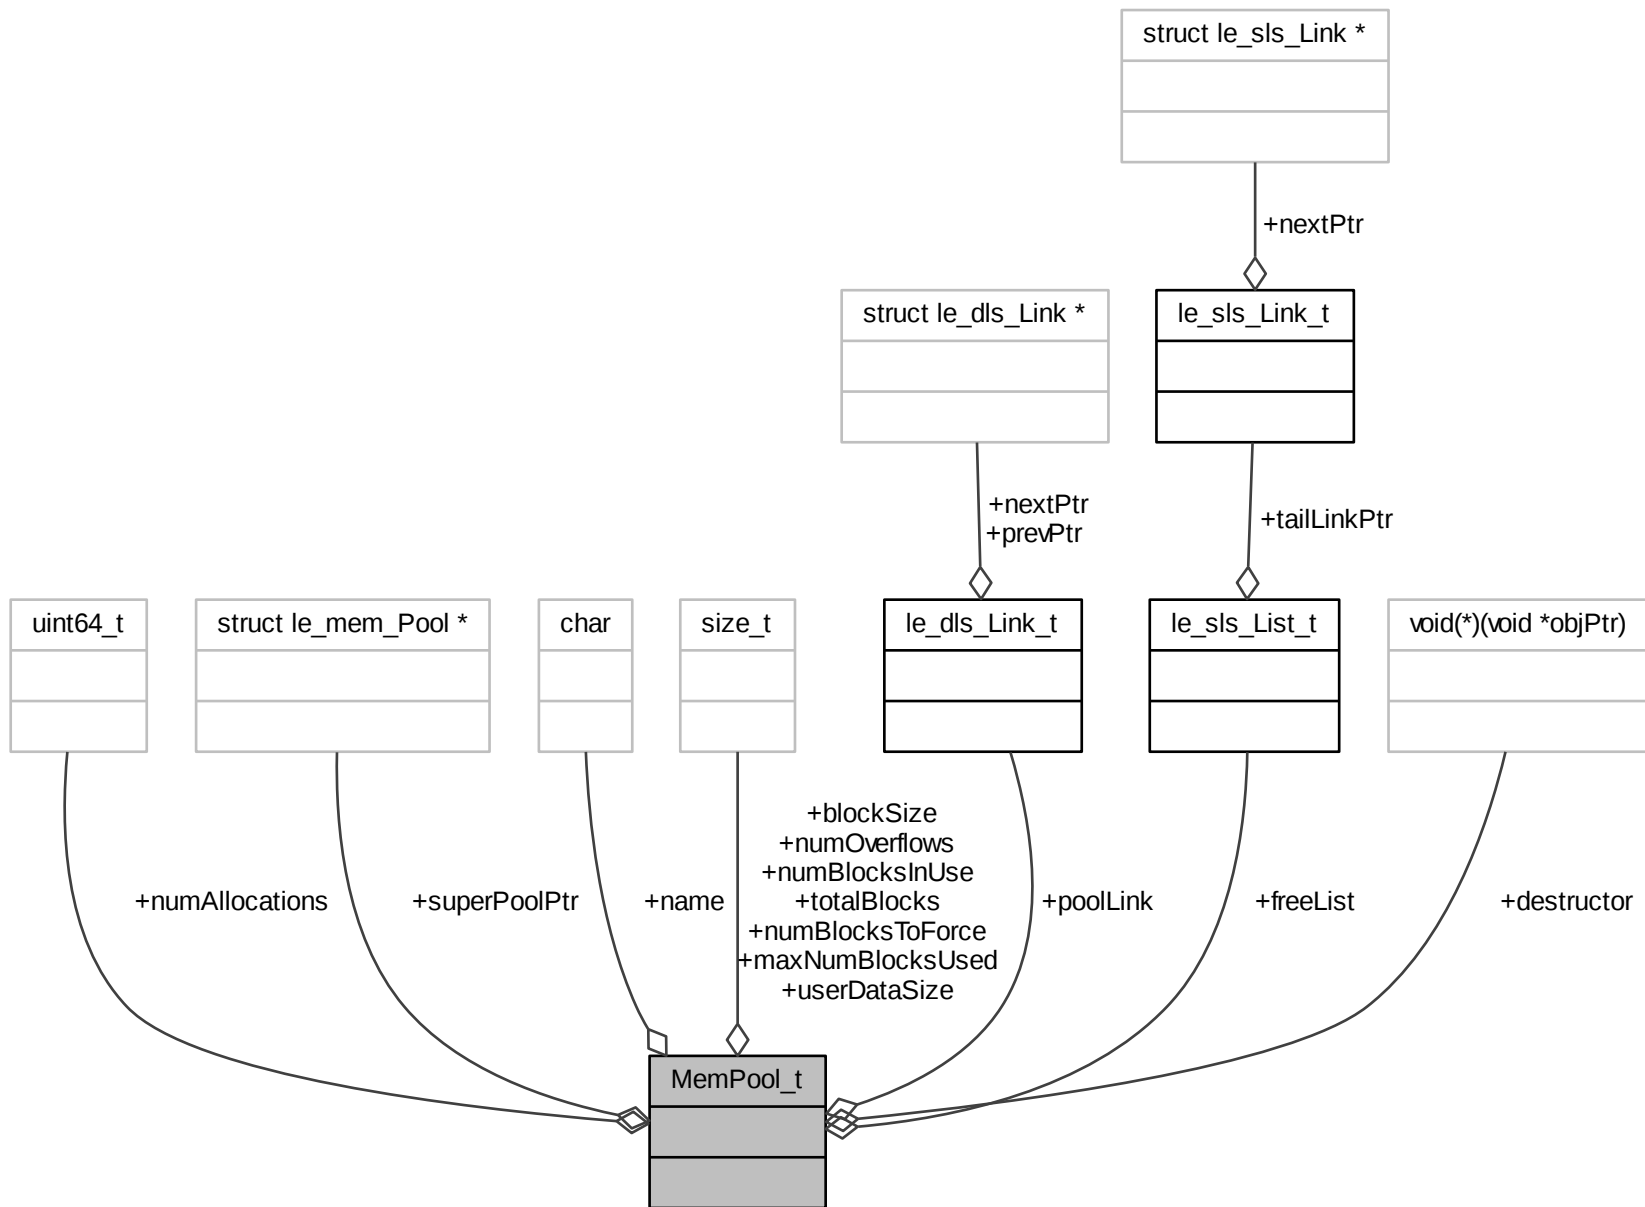 struct le_sls_Link *
+nextPtr
struct le_dls_Link *
le_sls_Link_t
+nextPtr
+prevPtr
+tailLinkPtr
uint64_t
struct le_mem_Pool *
char
size_t
le_dls_Link_t
le_sls_List_t
void(*)(void *objPtr)
+numAllocations
+superPoolPtr
+name
+blockSize
+numOverflows
+numBlocksInUse
+totalBlocks
+numBlocksToForce
+maxNumBlocksUsed
+userDataSize
+poolLink
+freeList
+destructor
MemPool_t